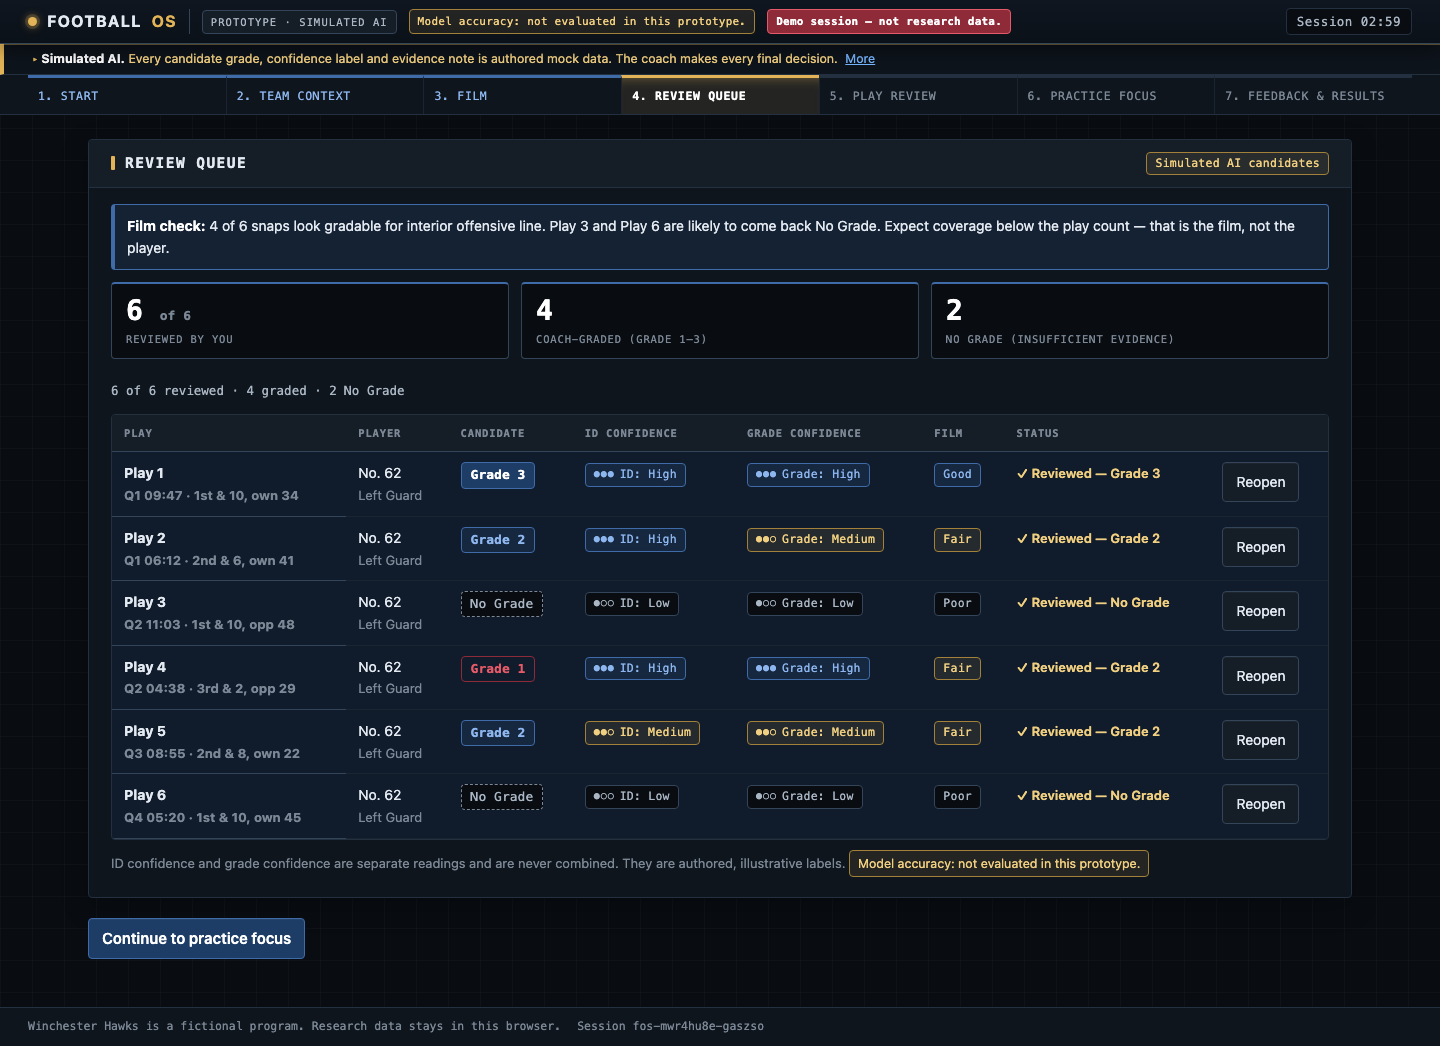 FOOTBALL OS
PROTOTYPE · SIMULATED AI
Model accuracy: not evaluated in this prototype.
Demo session — not research data.
Session 02:59
▸ Simulated AI. Every candidate grade, confidence label and evidence note is authored mock data. The coach makes every final decision. More
1. START
2. TEAM CONTEXT
3. FILM
4. REVIEW QUEUE
5. PLAY REVIEW
6. PRACTICE FOCUS
7. FEEDBACK & RESULTS
REVIEW QUEUE
Simulated AI candidates
Film check: 4 of 6 snaps look gradable for interior offensive line. Play 3 and Play 6 are likely to come back No Grade. Expect coverage below the play count — that is the film, not the
player.
6 of 6
REVIEWED BY YOU
4
COACH-GRADED (GRADE 1–3)
2
NO GRADE (INSUFFICIENT EVIDENCE)
6 of 6 reviewed · 4 graded · 2 No Grade
PLAY PLAYER CANDIDATE ID CONFIDENCE GRADE CONFIDENCE FILM STATUS
Play 1 No. 62 Grade 3 ●●● ID: High ●●● Grade: High Good ✓ Reviewed — Grade 3 Reopen
Q1 09:47 · 1st & 10, own 34 Left Guard
Play 2 No. 62 Grade 2 ●●● ID: High ●●○ Grade: Medium Fair ✓ Reviewed — Grade 2 Reopen
Q1 06:12 · 2nd & 6, own 41 Left Guard
Play 3 No. 62 No Grade ●○○ ID: Low ●○○ Grade: Low Poor ✓ Reviewed — No Grade Reopen
Q2 11:03 · 1st & 10, opp 48 Left Guard
Play 4 No. 62 Grade 1 ●●● ID: High ●●● Grade: High Fair ✓ Reviewed — Grade 2 Reopen
Q2 04:38 · 3rd & 2, opp 29 Left Guard
Play 5 No. 62 Grade 2 ●●○ ID: Medium ●●○ Grade: Medium Fair ✓ Reviewed — Grade 2 Reopen
Q3 08:55 · 2nd & 8, own 22 Left Guard
Play 6 No. 62 No Grade ●○○ ID: Low ●○○ Grade: Low Poor ✓ Reviewed — No Grade Reopen
Q4 05:20 · 1st & 10, own 45 Left Guard
ID confidence and grade confidence are separate readings and are never combined. They are authored, illustrative labels. Model accuracy: not evaluated in this prototype.
Continue to practice focus
Winchester Hawks is a fictional program. Research data stays in this browser. Session fos-mwr4hu8e-gaszso